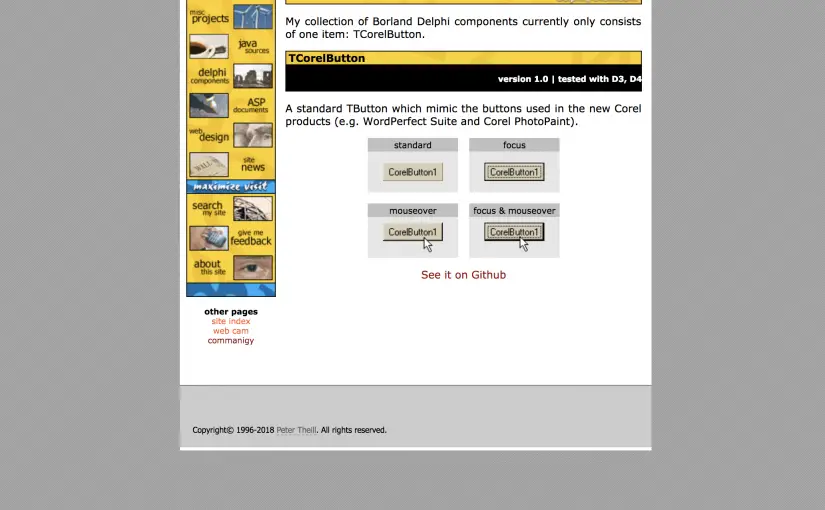 misc
projects
java
sources
delphi
components
ASP
documents
web
design
site
news
maximize visit
search
my site
give me
feedback
about
this site
other pages
site index
web cam
commanigy
My collection of Borland Delphi components currently only consists
of one item: TCorelButton.
TCorelButton
version 1.0 | tested with D3, D4
A standard TButton which mimic the buttons used in the new Corel
products (e.g. WordPerfect Suite and Corel PhotoPaint).
standard
focus
CorelButton1
CorelButton1
mouseover
focus & mouseover
CorelButton1
CorelButton1
See it on Github
Copyright© 1996-2018 Peter Theill. All rights reserved.